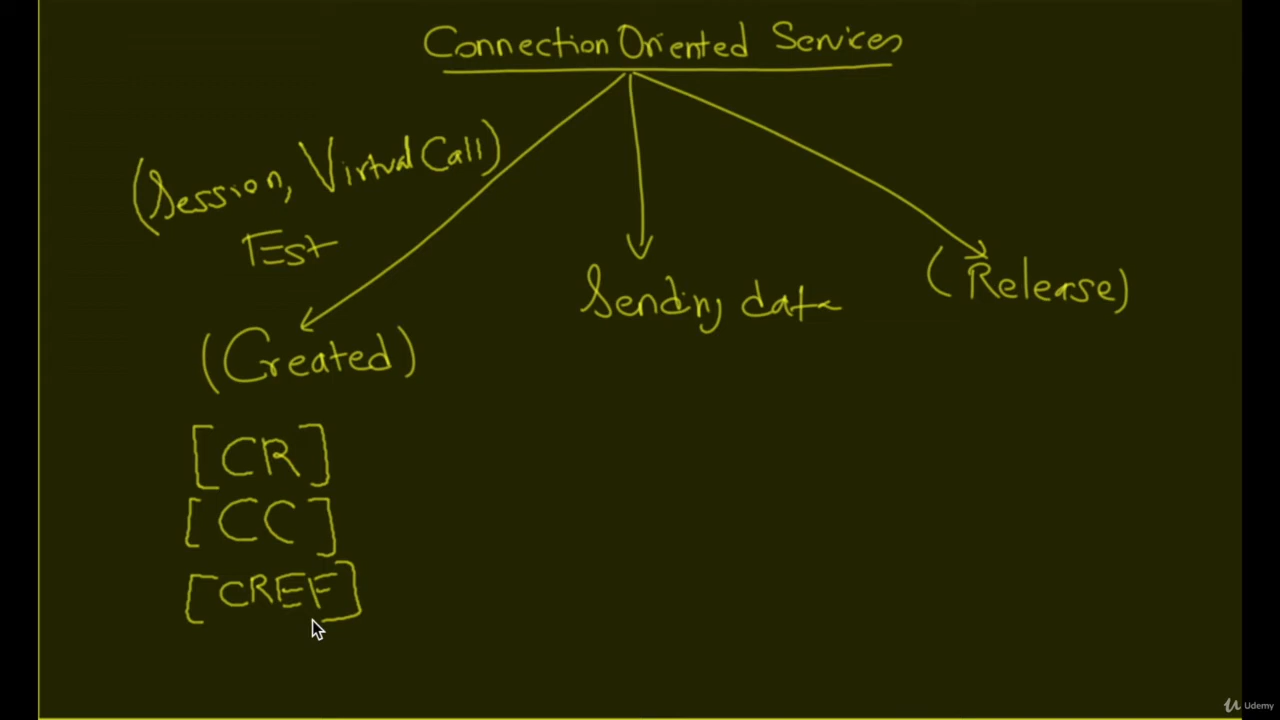 Connection Oriented Services
(Session, Virtual Call)
Est
(Created)
Sending data
(Release)
[CR]
[CC]
[CREF]
Udemy